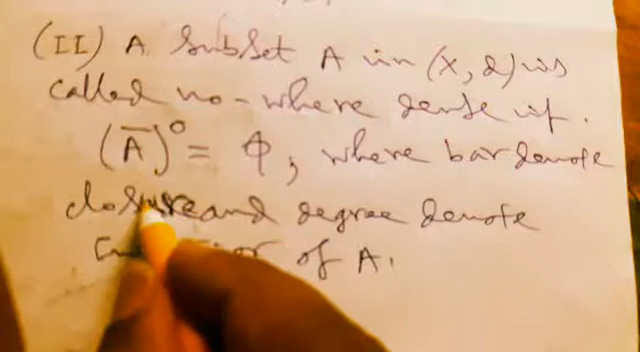 (II) A Subset A in (X, d) is
called no-where dense if.
(A̅)° = ϕ, where bar denote
closure and degree denote
of A.